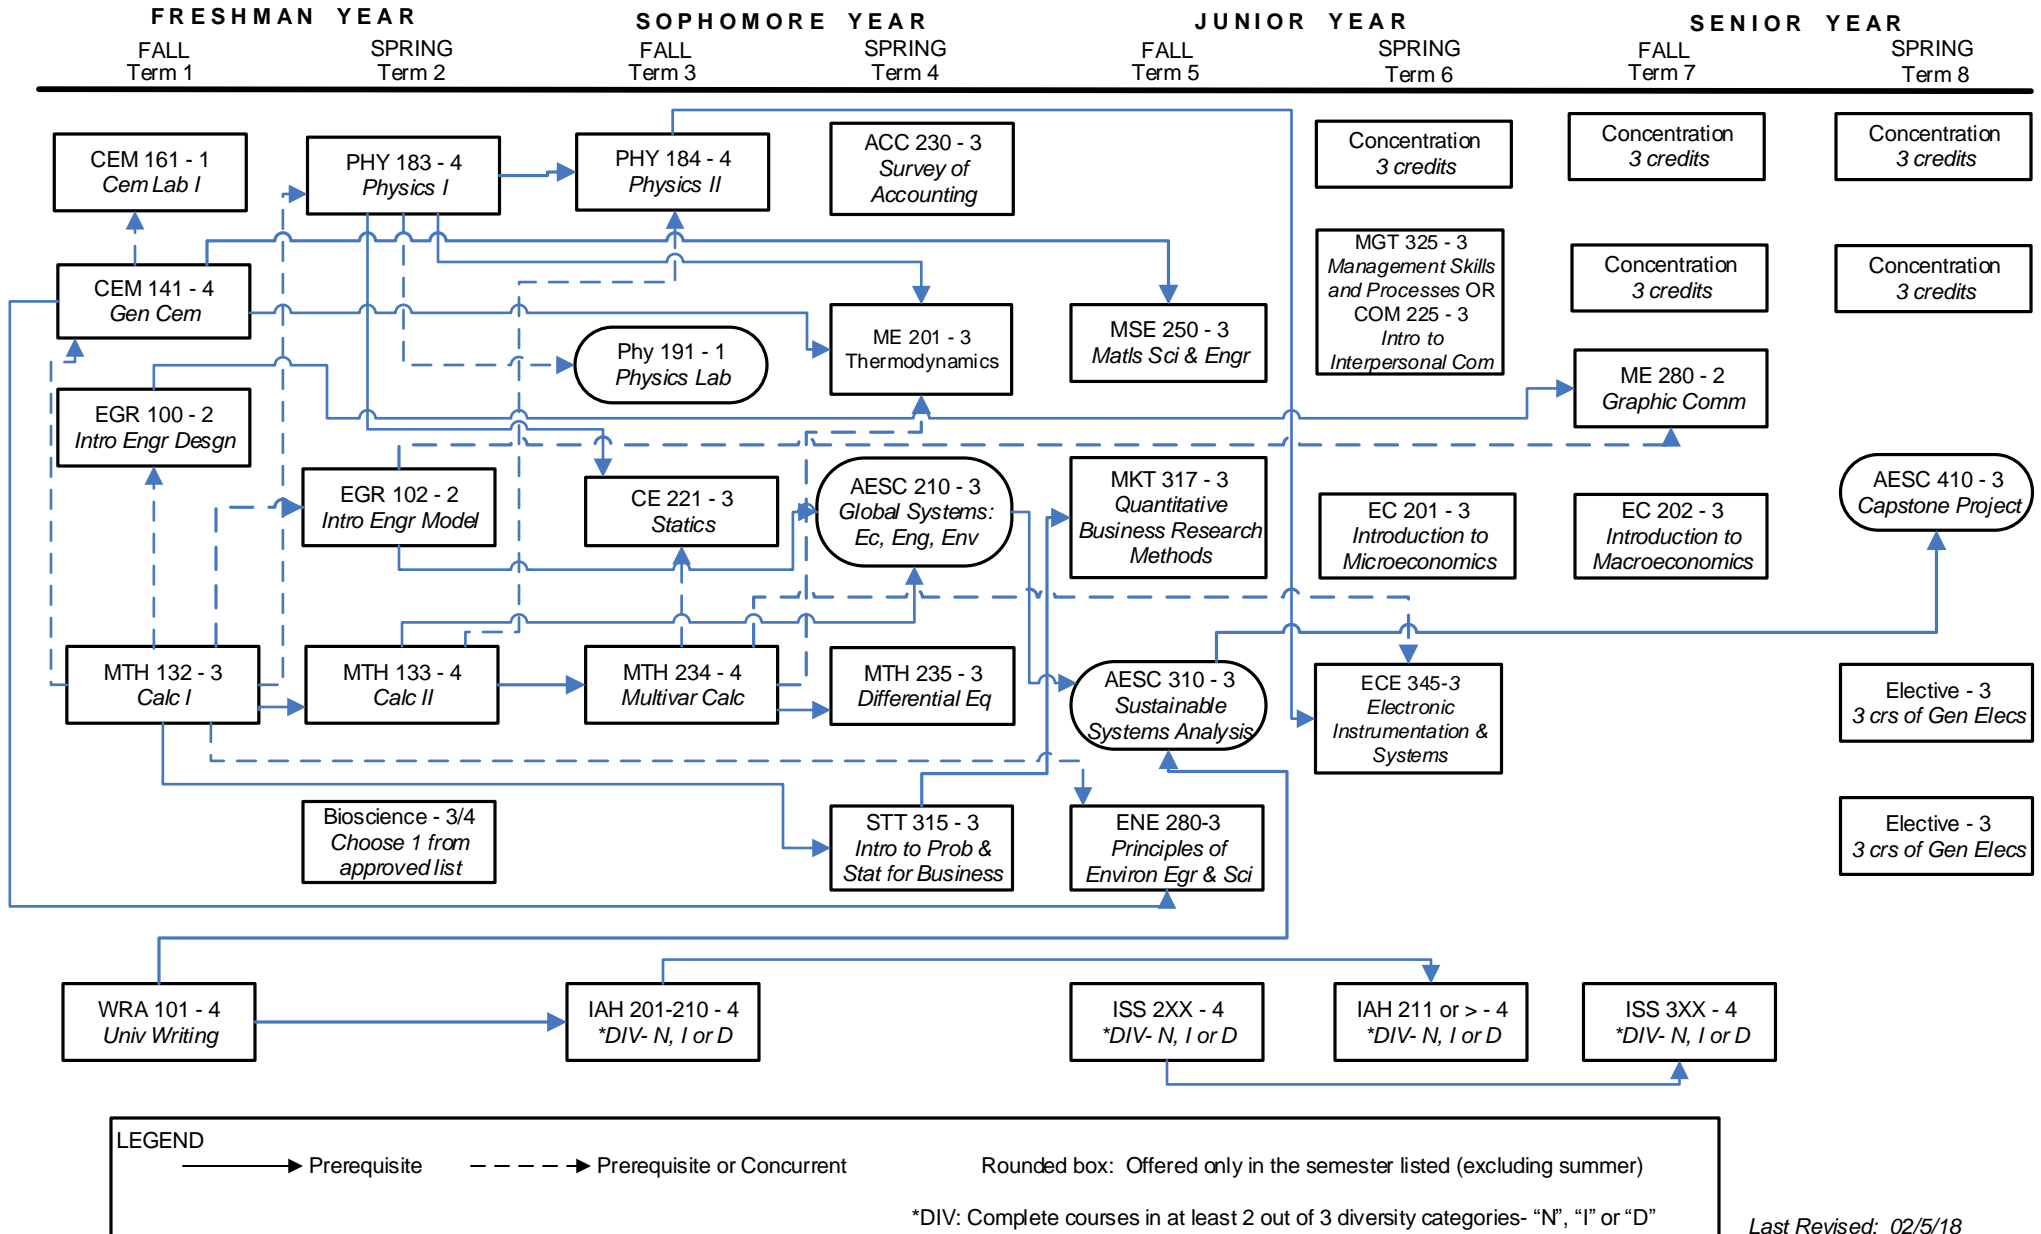 FRESHMAN YEAR
SOPHOMORE YEAR
JUNIOR YEAR
SENIOR YEAR
FALL
Term 1
SPRING
Term 2
FALL
Term 3
SPRING
Term 4
FALL
Term 5
SPRING
Term 6
FALL
Term 7
SPRING
Term 8
CEM 161 - 1
Cem Lab I
PHY 183 - 4
Physics I
PHY 184 - 4
Physics II
ACC 230 - 3
Survey of
Accounting
Concentration
3 credits
Concentration
3 credits
Concentration
3 credits
CEM 141 - 4
Gen Cem
Phy 191 - 1
Physics Lab
ME 201 - 3
Thermodynamics
MSE 250 - 3
Matls Sci & Engr
MGT 325 - 3
Management Skills
and Processes OR
COM 225 - 3
Intro to
Interpersonal Com
Concentration
3 credits
Concentration
3 credits
EGR 100 - 2
Intro Engr Desgn
ME 280 - 2
Graphic Comm
EGR 102 - 2
Intro Engr Model
CE 221 - 3
Statics
AESC 210 - 3
Global Systems:
Ec, Eng, Env
MKT 317 - 3
Quantitative
Business Research
Methods
EC 201 - 3
Introduction to
Microeconomics
EC 202 - 3
Introduction to
Macroeconomics
AESC 410 - 3
Capstone Project
MTH 132 - 3
Calc I
MTH 133 - 4
Calc II
MTH 234 - 4
Multivar Calc
MTH 235 - 3
Differential Eq
AESC 310 - 3
Sustainable
Systems Analysis
ECE 345-3
Electronic
Instrumentation &
Systems
Elective - 3
3 crs of Gen Elecs
Bioscience - 3/4
Choose 1 from
approved list
STT 315 - 3
Intro to Prob &
Stat for Business
ENE 280-3
Principles of
Environ Egr & Sci
Elective - 3
3 crs of Gen Elecs
WRA 101 - 4
Univ Writing
IAH 201-210 - 4
*DIV- N, I or D
ISS 2XX - 4
*DIV- N, I or D
IAH 211 or > - 4
*DIV- N, I or D
ISS 3XX - 4
*DIV- N, I or D
LEGEND
Prerequisite
Prerequisite or Concurrent
Rounded box: Offered only in the semester listed (excluding summer)
*DIV: Complete courses in at least 2 out of 3 diversity categories- “N”, “I” or “D”
Last Revised: 02/5/18